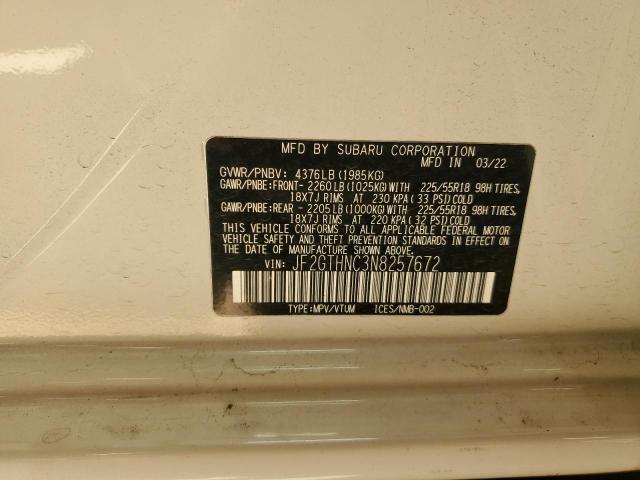 MFD BY SUBARU CORPORATION
MFD IN 03/22
GVWR/PNBV: 4376LB(1985KG)
GAWR/PNBE:FRONT- 2260LB(1025KG)WITH 225/55R18 98H TIRES,
18X7J RIMS AT 230 KPA(33 PSI)COLD
GAWR/PNBE:REAR - 2205LB(1000KG)WITH 225/55R18 98H TIRES,
18X7J RIMS AT 220 KPA(32 PSI)COLD
THIS VEHICLE CONFORMS TO ALL APPLICABLE FEDERAL MOTOR
VEHICLE SAFETY AND THEFT PREVENTION STANDARDS IN EFFECT ON
THE DATE OF MANUFACTURE SHOWN ABOVE.
VIN: JF2GTHNC3N8257672
TYPE:MPV/VTUM ICES/NMB-002